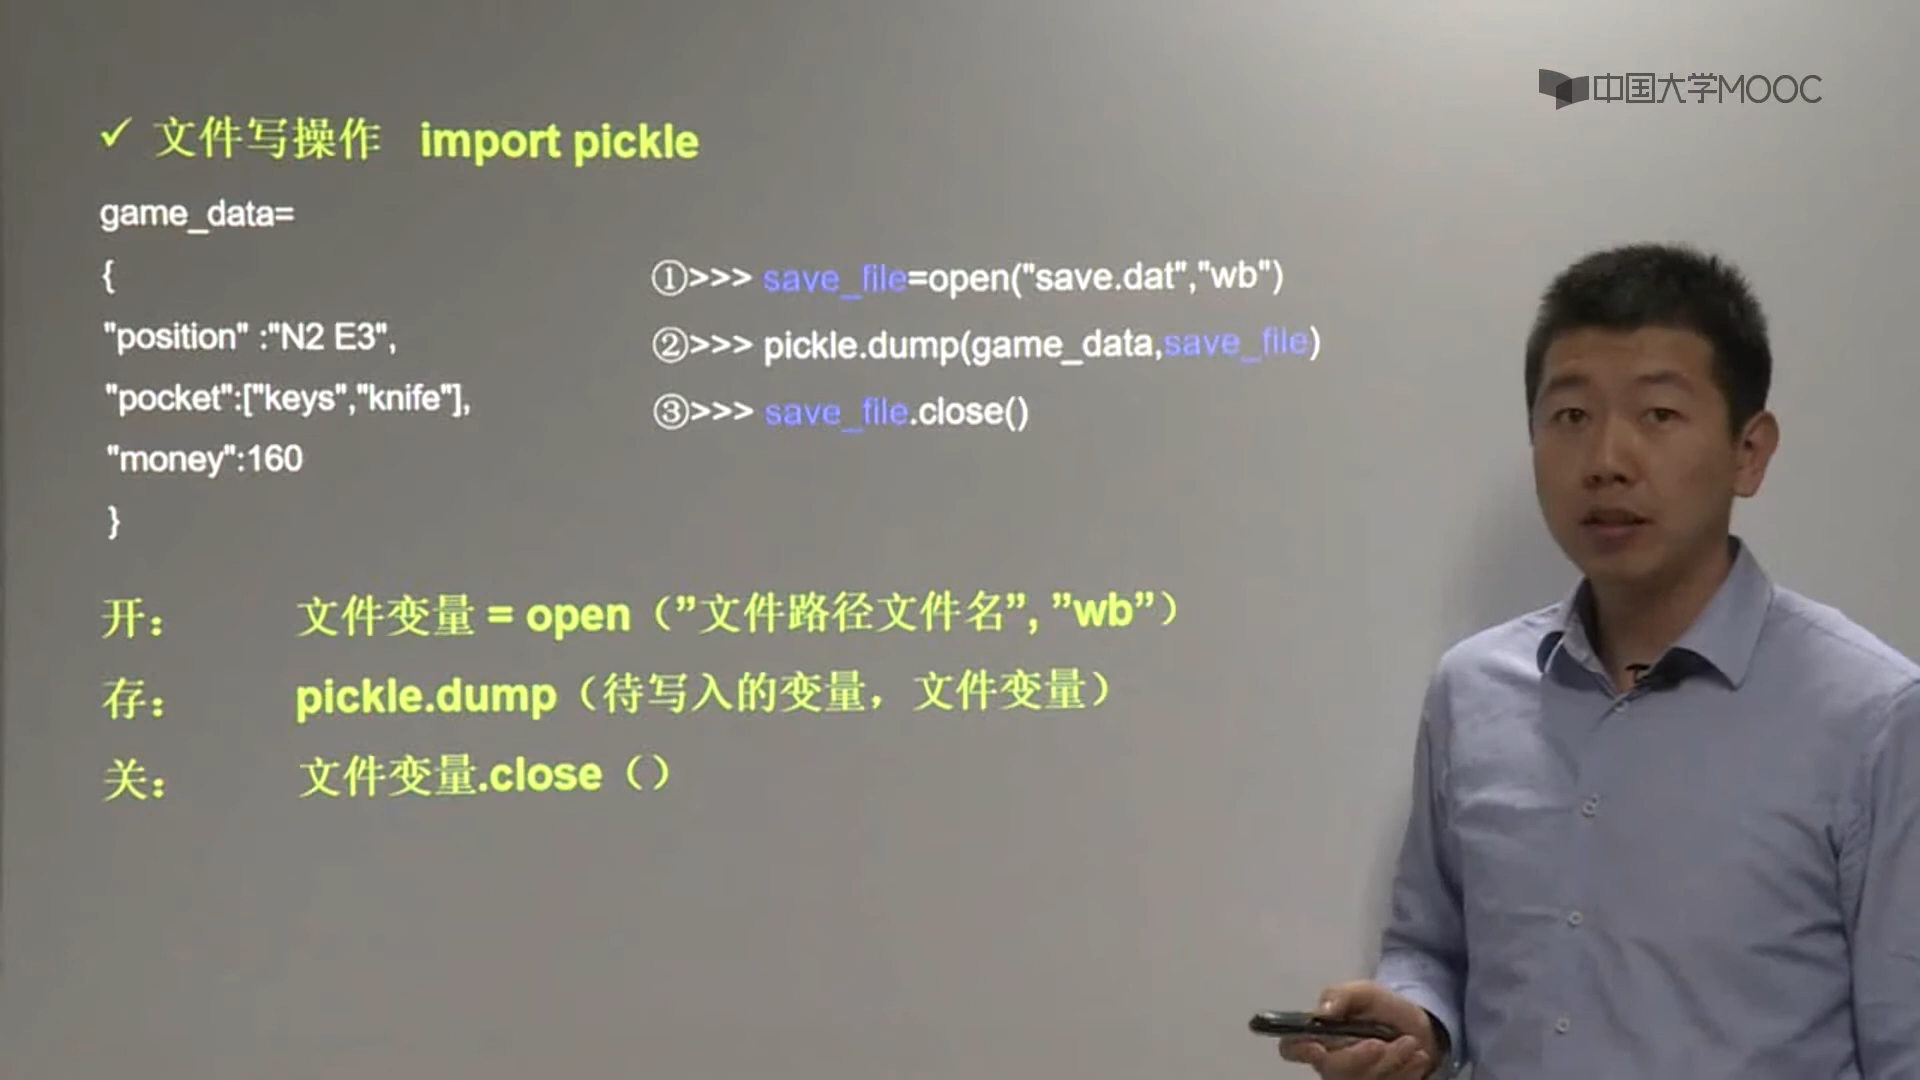 中国大学MOOC
✓ 文件写操作 import pickle
game_data=
{
"position" :"N2 E3",
"pocket":["keys","knife"],
"money":160
}
①>>> save_file=open("save.dat","wb")
②>>> pickle.dump(game_data,save_file)
③>>> save_file.close()
开： 文件变量 = open（”文件路径文件名”, ”wb”）
存： pickle.dump（待写入的变量，文件变量）
关： 文件变量.close（）